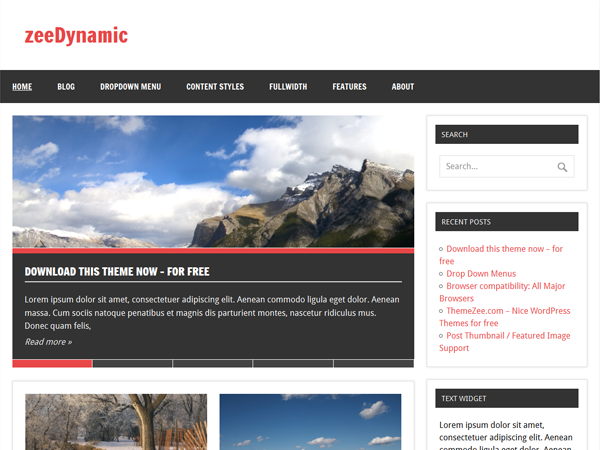 zeeDynamic
HOME BLOG DROPDOWN MENU CONTENT STYLES FULLWIDTH FEATURES ABOUT
DOWNLOAD THIS THEME NOW – FOR FREE
Lorem ipsum dolor sit amet, consectetuer adipiscing elit. Aenean commodo ligula eget dolor. Aenean
massa. Cum sociis natoque penatibus et magnis dis parturient montes, nascetur ridiculus mus.
Donec quam felis,
Read more »
SEARCH
Search...
RECENT POSTS
Download this theme now – for
free
Drop Down Menus
Browser compatibility: All Major
Browsers
ThemeZee.com – Nice WordPress
Themes for free
Post Thumbnail / Featured Image
Support
TEXT WIDGET
Lorem ipsum dolor sit amet,
consectetuer adipiscing elit.
Aenean commodo ligula eget